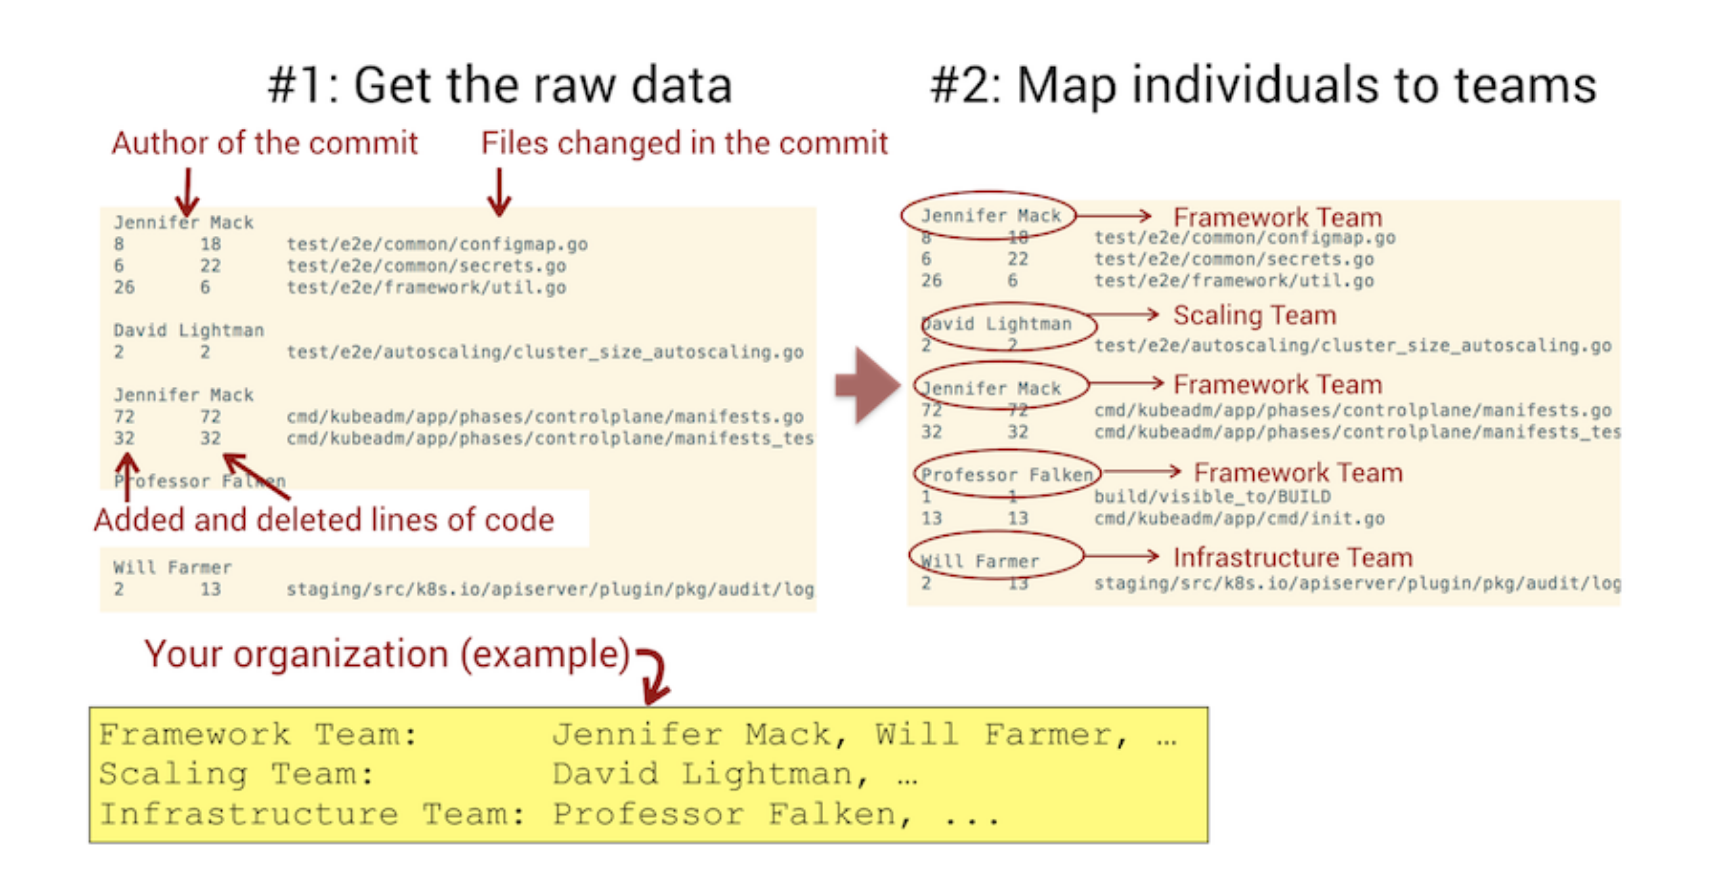 #1: Get the raw data
Author of the commit
Files changed in the commit
Jennifer Mack
8 18 test/e2e/common/configmap.go
6 22 test/e2e/common/secrets.go
26 6 test/e2e/framework/util.go
David Lightman
2 2 test/e2e/autoscaling/cluster_size_autoscaling.go
Jennifer Mack
72 72 cmd/kubeadm/app/phases/controlplane/manifests.go
32 32 cmd/kubeadm/app/phases/controlplane/manifests_tes
Professor Falken
Added and deleted lines of code
Will Farmer
2 13 staging/src/k8s.io/apiserver/plugin/pkg/audit/log
#2: Map individuals to teams
Jennifer Mack Framework Team
8 18 test/e2e/common/configmap.go
6 22 test/e2e/common/secrets.go
26 6 test/e2e/framework/util.go
David Lightman Scaling Team
2 2 test/e2e/autoscaling/cluster_size_autoscaling.go
Jennifer Mack Framework Team
72 72 cmd/kubeadm/app/phases/controlplane/manifests.go
32 32 cmd/kubeadm/app/phases/controlplane/manifests_tes
Professor Falken Framework Team
1 1 build/visible_to/BUILD
13 13 cmd/kubeadm/app/cmd/init.go
Will Farmer Infrastructure Team
2 13 staging/src/k8s.io/apiserver/plugin/pkg/audit/log
Your organization (example)
Framework Team: Jennifer Mack, Will Farmer, …
Scaling Team: David Lightman, …
Infrastructure Team: Professor Falken, ...